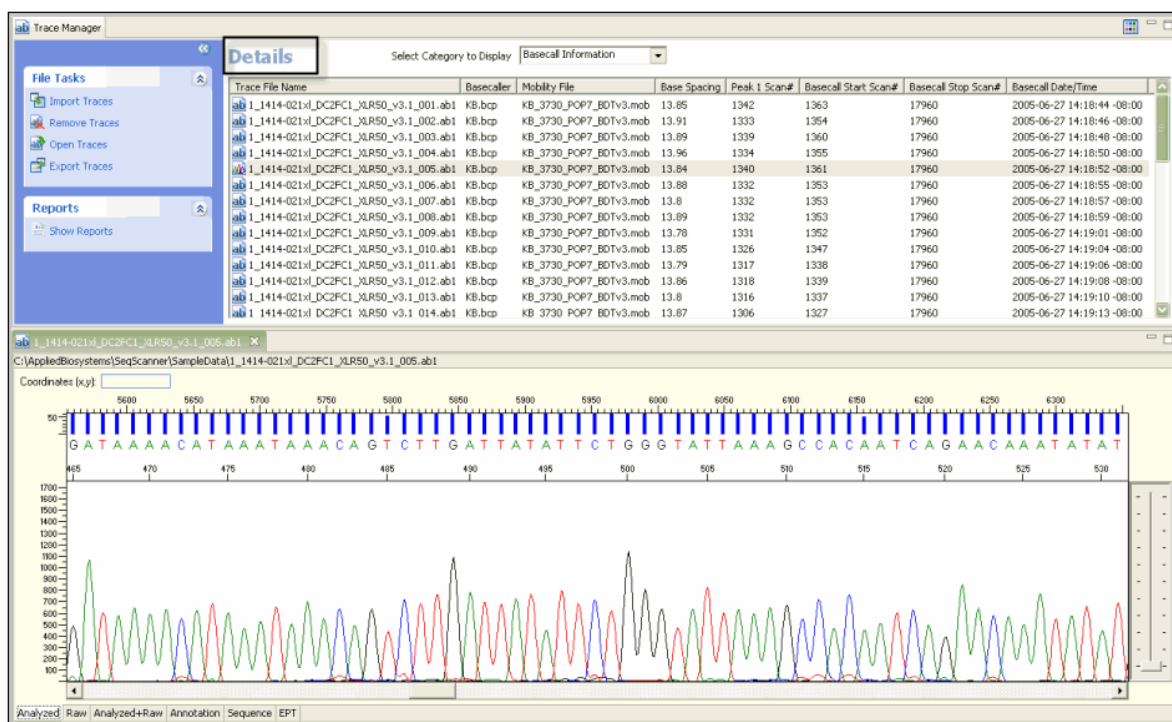 Trace Manager
Details
Select Category to Display Basecall Information
File Tasks
Import Traces
Remove Traces
Open Traces
Export Traces
Reports
Show Reports
Trace File Name Basecaller Mobility File Base Spacing Peak 1 Scan# Basecall Start Scan# Basecall Stop Scan# Basecall Date/Time
1_1414-021xl_DC2FC1_XLR50_v3.1_001.ab1 KB.bcp KB_3730_POP7_BDTv3.mob 13.85 1342 1363 17960 2005-06-27 14:18:44 -08:00
1_1414-021xl_DC2FC1_XLR50_v3.1_002.ab1 KB.bcp KB_3730_POP7_BDTv3.mob 13.91 1333 1354 17960 2005-06-27 14:18:46 -08:00
1_1414-021xl_DC2FC1_XLR50_v3.1_003.ab1 KB.bcp KB_3730_POP7_BDTv3.mob 13.89 1339 1360 17960 2005-06-27 14:18:48 -08:00
1_1414-021xl_DC2FC1_XLR50_v3.1_004.ab1 KB.bcp KB_3730_POP7_BDTv3.mob 13.96 1334 1355 17960 2005-06-27 14:18:50 -08:00
1_1414-021xl_DC2FC1_XLR50_v3.1_005.ab1 KB.bcp KB_3730_POP7_BDTv3.mob 13.84 1340 1361 17960 2005-06-27 14:18:52 -08:00
1_1414-021xl_DC2FC1_XLR50_v3.1_006.ab1 KB.bcp KB_3730_POP7_BDTv3.mob 13.88 1332 1353 17960 2005-06-27 14:18:55 -08:00
1_1414-021xl_DC2FC1_XLR50_v3.1_007.ab1 KB.bcp KB_3730_POP7_BDTv3.mob 13.8 1332 1353 17960 2005-06-27 14:18:57 -08:00
1_1414-021xl_DC2FC1_XLR50_v3.1_008.ab1 KB.bcp KB_3730_POP7_BDTv3.mob 13.89 1332 1353 17960 2005-06-27 14:18:59 -08:00
1_1414-021xl_DC2FC1_XLR50_v3.1_009.ab1 KB.bcp KB_3730_POP7_BDTv3.mob 13.78 1331 1352 17960 2005-06-27 14:19:01 -08:00
1_1414-021xl_DC2FC1_XLR50_v3.1_010.ab1 KB.bcp KB_3730_POP7_BDTv3.mob 13.85 1326 1347 17960 2005-06-27 14:19:04 -08:00
1_1414-021xl_DC2FC1_XLR50_v3.1_011.ab1 KB.bcp KB_3730_POP7_BDTv3.mob 13.79 1317 1338 17960 2005-06-27 14:19:06 -08:00
1_1414-021xl_DC2FC1_XLR50_v3.1_012.ab1 KB.bcp KB_3730_POP7_BDTv3.mob 13.86 1318 1339 17960 2005-06-27 14:19:08 -08:00
1_1414-021xl_DC2FC1_XLR50_v3.1_013.ab1 KB.bcp KB_3730_POP7_BDTv3.mob 13.8 1316 1337 17960 2005-06-27 14:19:10 -08:00
1_1414-021xl_DC2FC1_XLR50_v3.1_014.ab1 KB.bcp KB_3730_POP7_BDTv3.mob 13.87 1306 1327 17960 2005-06-27 14:19:13 -08:00
1_1414-021xl_DC2FC1_XLR50_v3.1_005.ab1
C:\AppliedBiosystems\SeqScanner\SampleData\1_1414-021xl_DC2FC1_XLR50_v3.1_005.ab1
Coordinates (x,y):
5600 5650 5700 5750 5800 5850 5900 5950 6000 6050 6100 6150 6200 6250 6300
50
G A T A A A A C A T A A A T A A A C A G T C T T G A T T A T A T T C T G G G T A T T A A A G C C A C A A T C A G A A C A A A T A T A T
465 470 475 480 485 490 495 500 505 510 515 520 525 530
1700
1600
1500
1400
1300
1200
1100
1000
900
800
700
600
500
400
300
200
100
Analyzed Raw Analyzed+Raw Annotation Sequence EPT